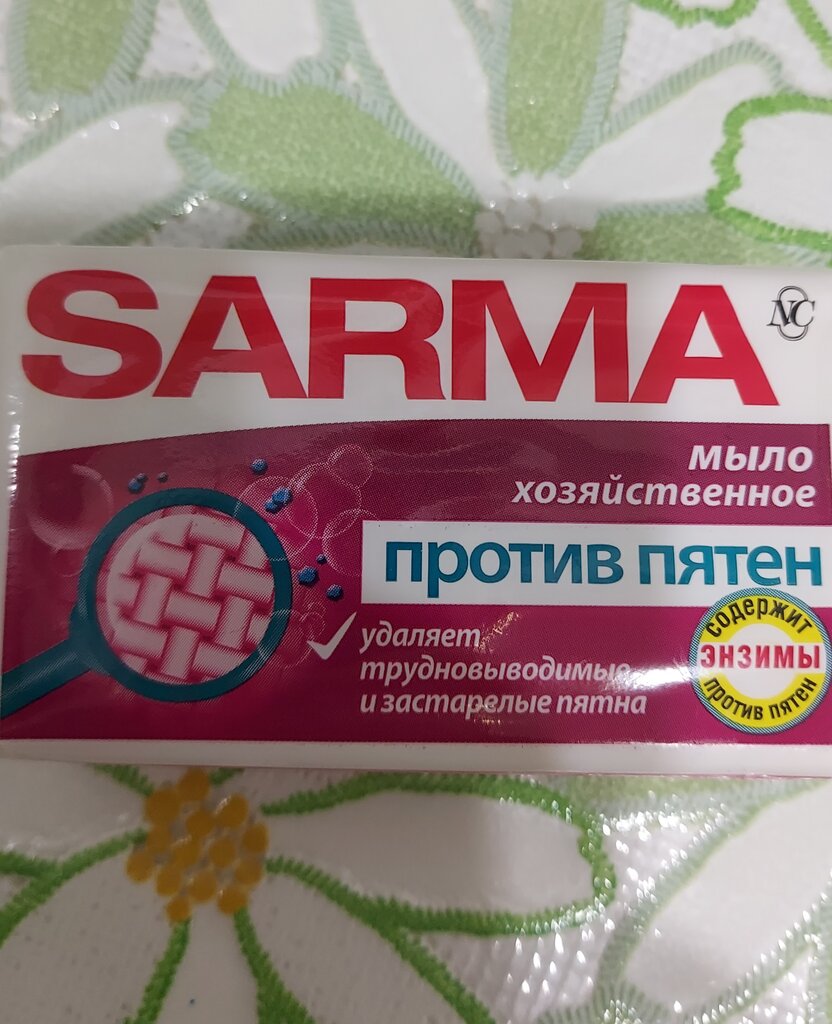 SARMA
NC
мыло
хозяйственное
против пятен
удаляет
трудновыводимые
и застарелые пятна
содержит
ЭНЗИМЫ
против пятен